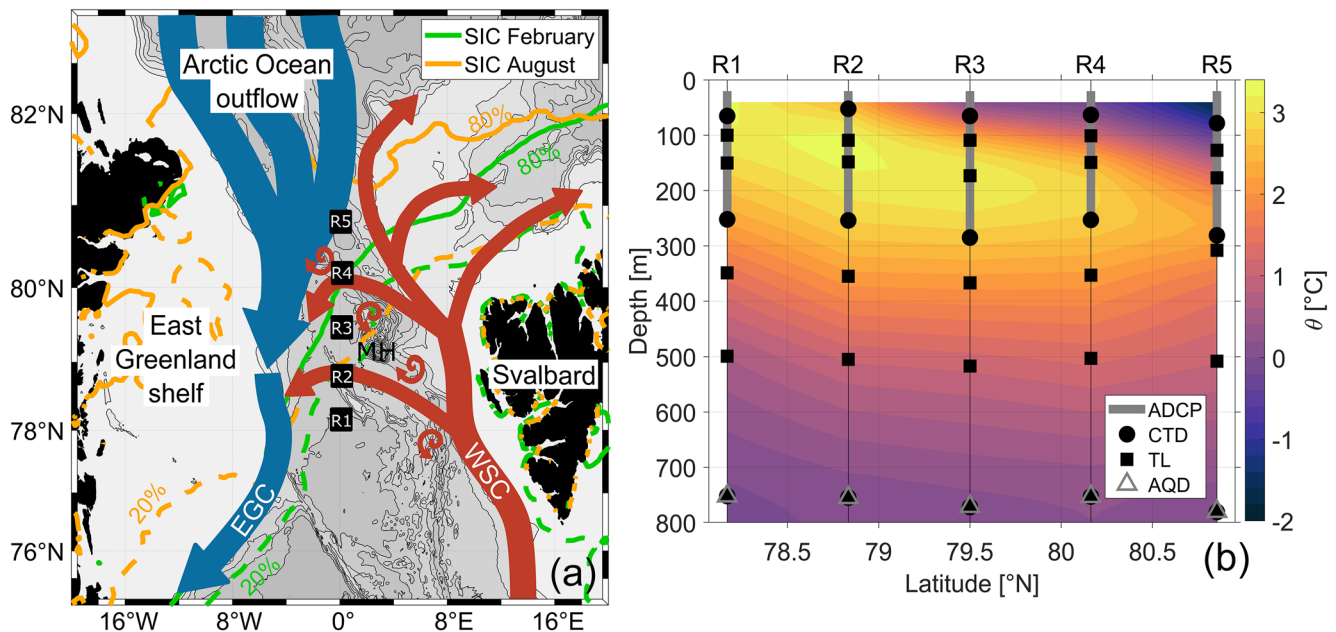 SIC February
SIC August
Arctic Ocean
outflow
80%
80%
82°N
80°N
78°N
76°N
R5
R4
R3
MH
R2
R1
East
Greenland
shelf
Svalbard
WSC
EGC
20%
20%
(a)
16°W
8°W
0°
8°E
16°E
R1
R2
R3
R4
R5
0
100
200
300
400
500
600
700
800
Depth [m]
78.5
79
79.5
80
80.5
Latitude [°N]
ADCP
CTD
TL
AQD
3
2
1
0
-1
-2
θ [°C]
(b)